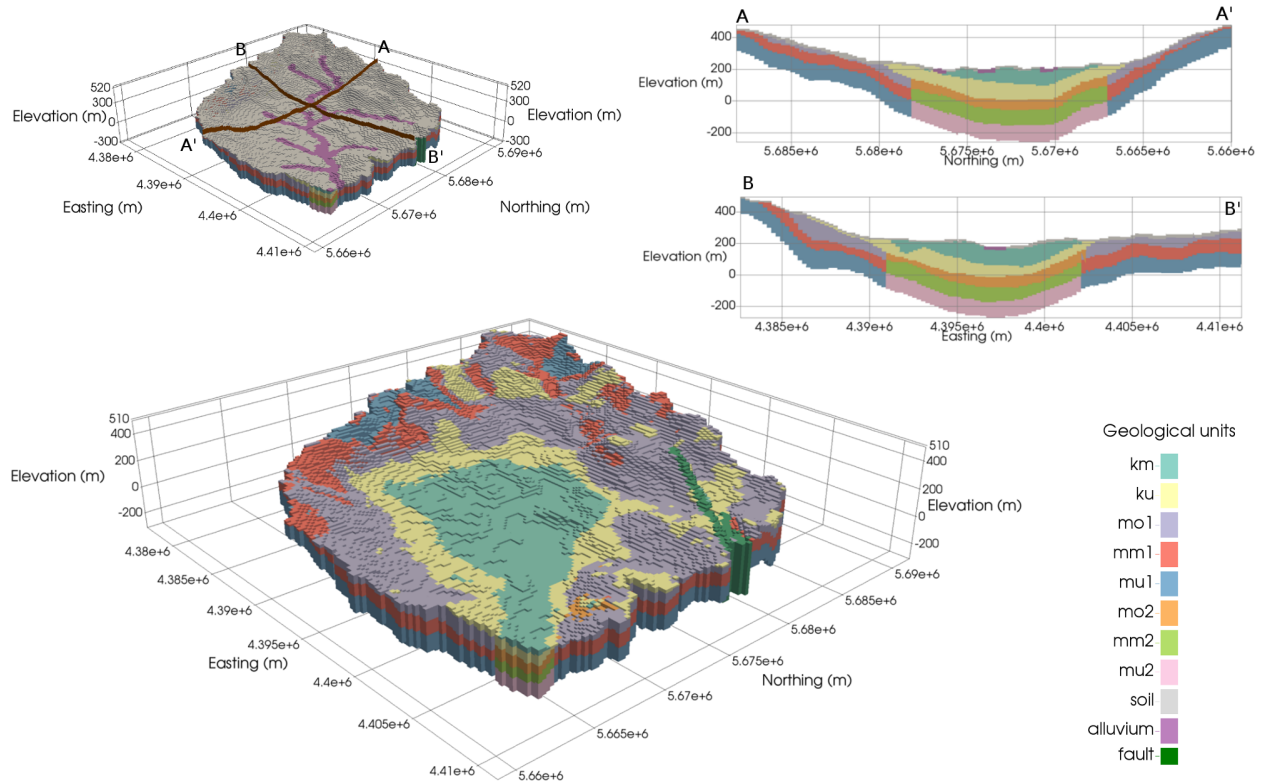 B
A
A'
B'
520
300
0
-300
Elevation (m)
520
300
0
-300
Elevation (m)
4.38e+6
4.39e+6
4.4e+6
4.41e+6
Easting (m)
5.69e+6
5.68e+6
5.67e+6
5.66e+6
Northing (m)
A
A'
400
200
0
-200
Elevation (m)
5.685e+6
5.68e+6
5.675e+6
5.67e+6
5.665e+6
5.66e+6
Northing (m)
B
B'
400
200
0
-200
Elevation (m)
4.385e+6
4.39e+6
4.395e+6
4.4e+6
4.405e+6
4.41e+6
Easting (m)
510
400
200
0
-200
Elevation (m)
510
400
200
0
-200
Elevation (m)
4.38e+6
4.385e+6
4.39e+6
4.395e+6
4.4e+6
4.405e+6
4.41e+6
Easting (m)
5.69e+6
5.685e+6
5.68e+6
5.675e+6
5.67e+6
5.665e+6
5.66e+6
Northing (m)
Geological units
km
ku
mo1
mm1
mu1
mo2
mm2
mu2
soil
alluvium
fault